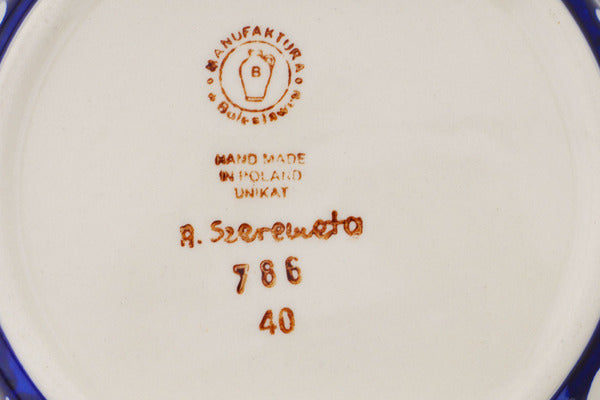 MANUFAKTURA
B
Bolesławiec
HAND MADE
IN POLAND
UNIKAT
A. Szeremeta
786
40